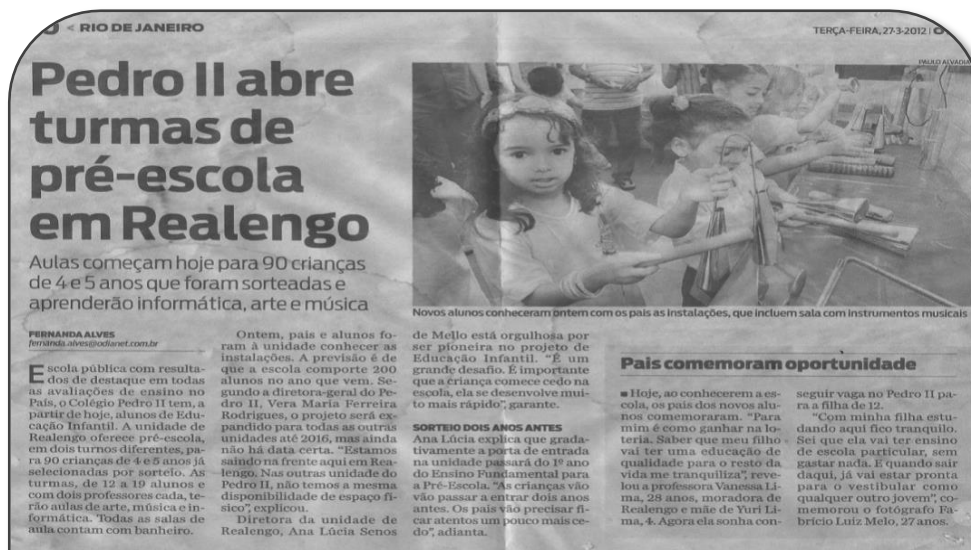 < RIO DE JANEIRO
TERÇA-FEIRA, 27-3-2012 |
PAULO ALVADIA
Pedro II abre
turmas de
pré-escola
em Realengo
Aulas começam hoje para 90 crianças
de 4 e 5 anos que foram sorteadas e
aprenderão informática, arte e música
Novos alunos conheceram ontem com os pais as instalações, que incluem sala com instrumentos musicais
FERNANDA ALVES
fernanda.alves@odianet.com.br
Escola pública com resulta-
dos de destaque em todas
as avaliações de ensino no
País, o Colégio Pedro II tem, a
partir de hoje, alunos de Edu-
cação Infantil. A unidade de
Realengo oferece pré-escola,
em dois turnos diferentes, pa-
ra 90 crianças de 4 e 5 anos já
selecionadas por sorteio. As
turmas, de 12 a 19 alunos e
com dois professores cada, te-
rão aulas de arte, música e in-
formática. Todas as salas de
aula contam com banheiro.
Ontem, pais e alunos fo-
ram à unidade conhecer as
instalações. A previsão é de
que a escola comporte 200
alunos no ano que vem. Se-
gundo a diretora-geral do Pe-
dro II, Vera Maria Ferreira
Rodrigues, o projeto será ex-
pandido para todas as outras
unidades até 2016, mas ainda
não há data certa. “Estamos
saindo na frente aqui em Rea-
lengo. Nas outras unidade do
Pedro II, não temos a mesma
disponibilidade de espaço fí-
sico”, explicou.
Diretora da unidade de
Realengo, Ana Lúcia Senos
de Mello está orgulhosa por
ser pioneira no projeto de
Educação Infantil. “É um
grande desafio. É importante
que a criança comece cedo na
escola, ela se desenvolve mui-
to mais rápido”, garante.
SORTEIO DOIS ANOS ANTES
Ana Lúcia explica que grada-
tivamente a porta de entrada
na unidade passará do 1º ano
do Ensino Fundamental para
a Pré-Escola. “As crianças vão
vão passar a entrar dois anos
antes. Os pais vão precisar fi-
car atentos um pouco mais ce-
do”, adianta.
Pais comemoram oportunidade
■ Hoje, ao conhecerem a es-
cola, os pais dos novos alu-
nos comemoraram. “Para
mim é como ganhar na lo-
teria. Saber que meu filho
vai ter uma educação de
qualidade para o resto da
vida me tranquiliza”, reve-
lou a professora Vanessa Li-
ma, 28 anos, moradora de
Realengo e mãe de Yuri Li-
ma, 4. Agora ela sonha con-
seguir vaga no Pedro II pa-
ra a filha de 12.
“Com minha filha estu-
dando aqui fico tranquilo.
Sei que ela vai ter ensino
de escola particular, sem
gastar nada. E quando sair
daqui, já vai estar pronta
para o vestibular como
qualquer outro jovem”, co-
memorou o fotógrafo Fa-
brício Luiz Melo, 27 anos.